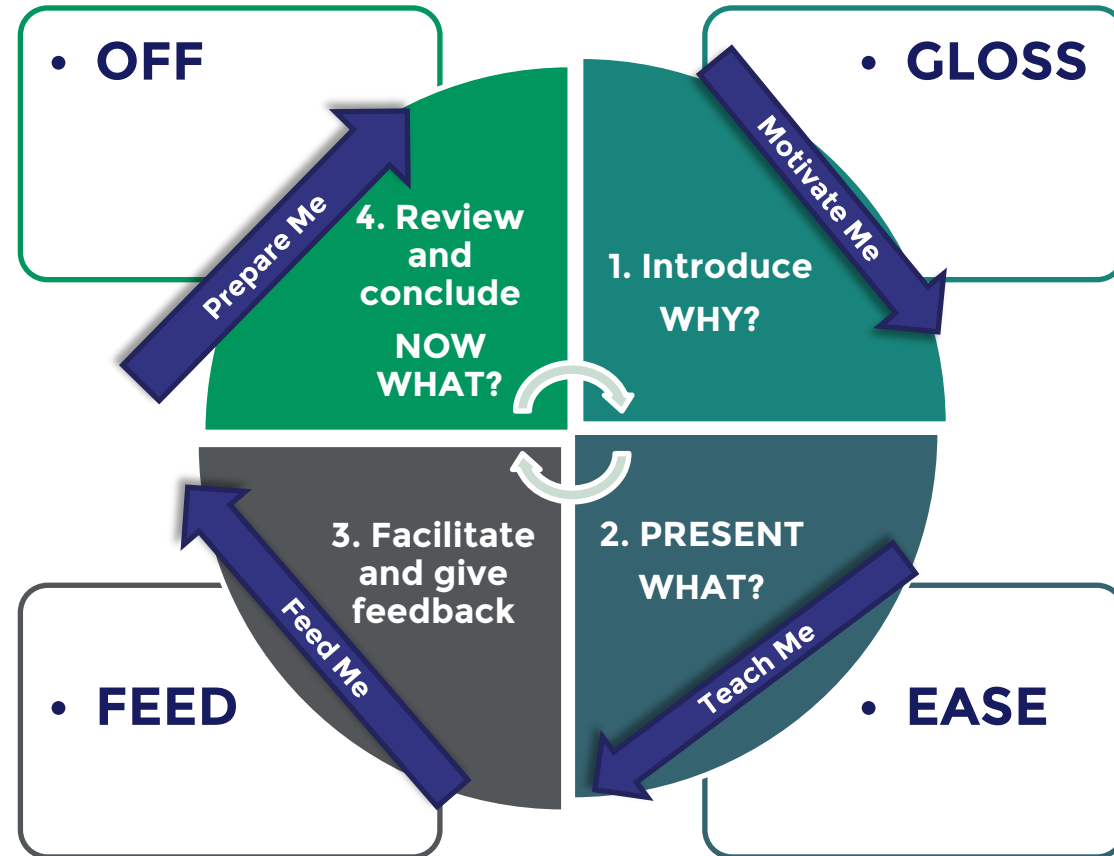 • OFF
• GLOSS
Prepare Me
Motivate Me
4. Review
and
conclude
NOW
WHAT?
1. Introduce
WHY?
3. Facilitate
and give
feedback
2. PRESENT
WHAT?
Feed Me
Teach Me
• FEED
• EASE